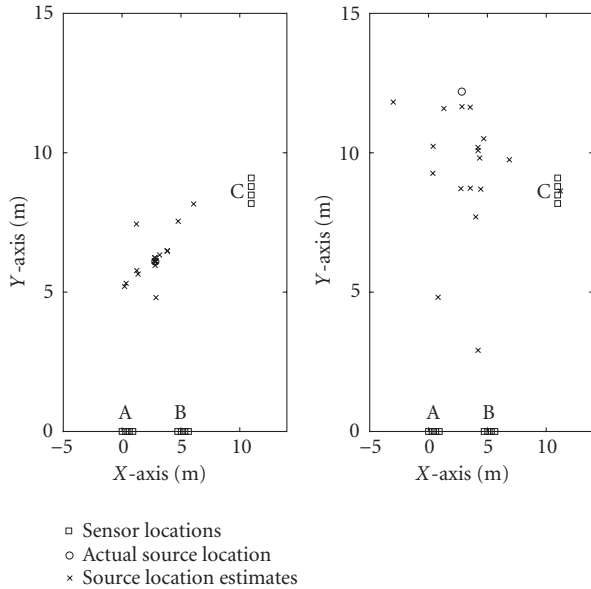 15
10
5
0
Y-axis (m)
C
A
B
−5
0
5
10
X-axis (m)
15
10
5
0
Y-axis (m)
C
A
B
−5
0
5
10
X-axis (m)
Sensor locations
Actual source location
Source location estimates